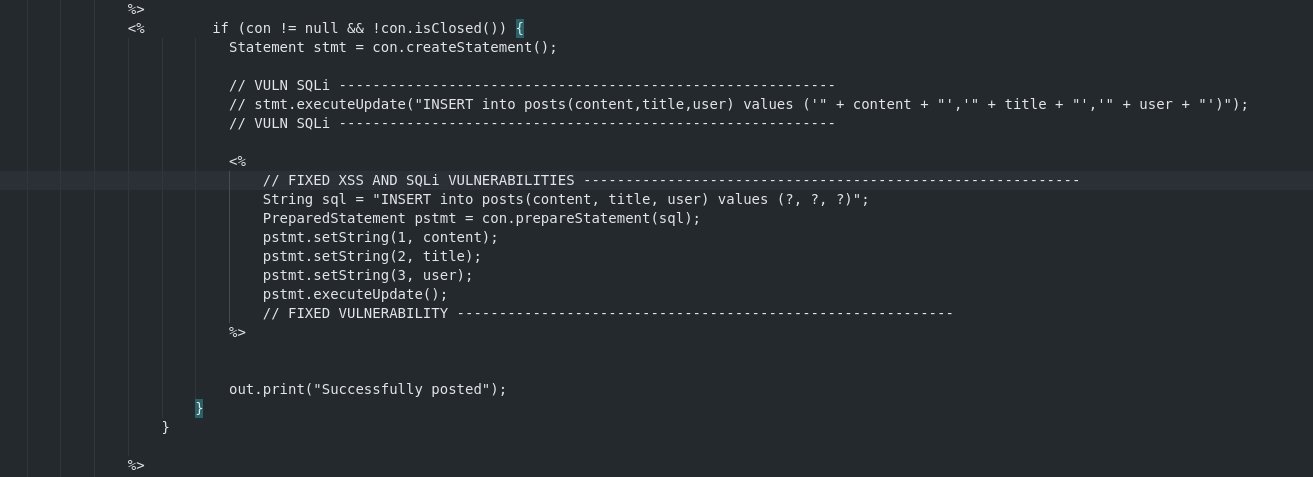 %>
<%        if (con != null && !con.isClosed()) {
Statement stmt = con.createStatement();
// VULN SQLi -----------------------------------------------------------
// stmt.executeUpdate("INSERT into posts(content,title,user) values ('" + content + "','" + title + "','" + user + "')");
// VULN SQLi -----------------------------------------------------------
<%
// FIXED XSS AND SQLi VULNERABILITIES -----------------------------------------------------------
String sql = "INSERT into posts(content, title, user) values (?, ?, ?)";
PreparedStatement pstmt = con.prepareStatement(sql);
pstmt.setString(1, content);
pstmt.setString(2, title);
pstmt.setString(3, user);
pstmt.executeUpdate();
// FIXED VULNERABILITY -----------------------------------------------------------
%>
out.print("Successfully posted");
}
}
%>